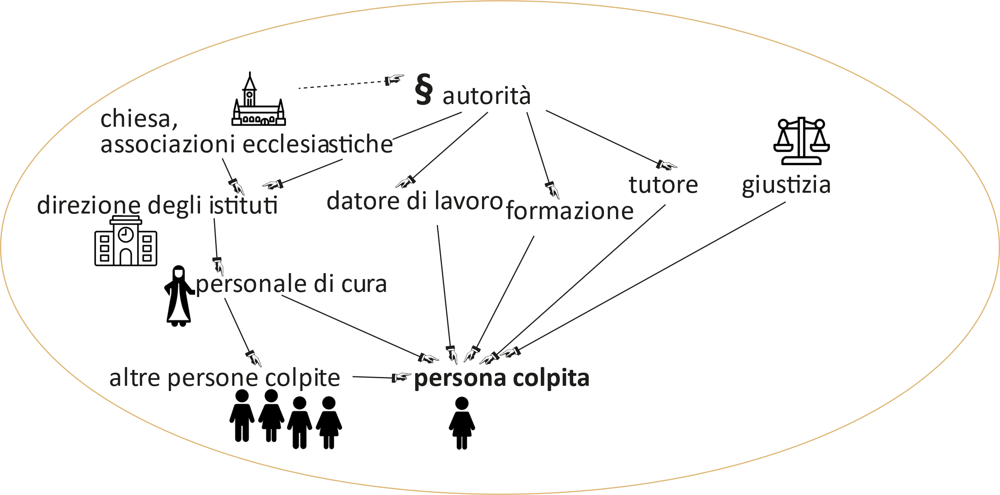 § autorità
chiesa,
associazioni ecclesiastiche
tutore
giustizia
direzione degli istituti
datore di lavoro
formazione
personale di cura
altre persone colpite
persona colpita